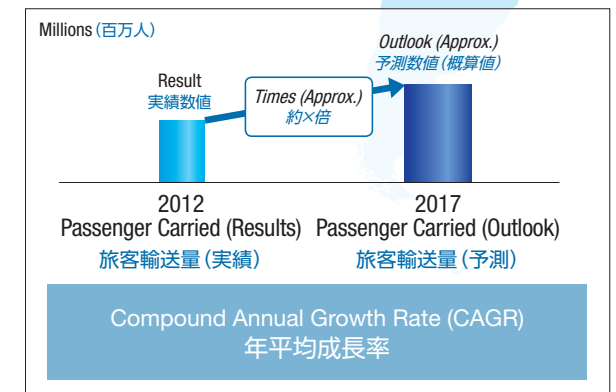 Millions（百万人）
Outlook (Approx.)
予測数値（概算値）
Result
実績数値
Times (Approx.)
約×倍
2012
Passenger Carried (Results)
旅客輸送量（実績）
2017
Passenger Carried (Outlook)
旅客輸送量（予測）
Compound Annual Growth Rate (CAGR)
年平均成長率